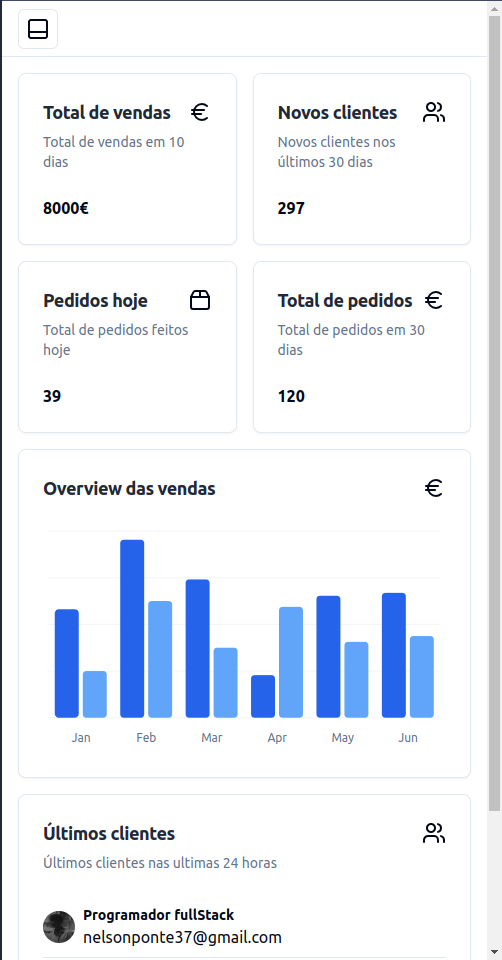 Total de vendas
Total de vendas em 10
dias
8000€
Novos clientes
Novos clientes nos
últimos 30 dias
297
Pedidos hoje
Total de pedidos feitos
hoje
39
Total de pedidos
Total de pedidos em 30
dias
120
Overview das vendas
Jan Feb Mar Apr May Jun
Últimos clientes
Últimos clientes nas ultimas 24 horas
Programador fullStack
nelsonponte37@gmail.com